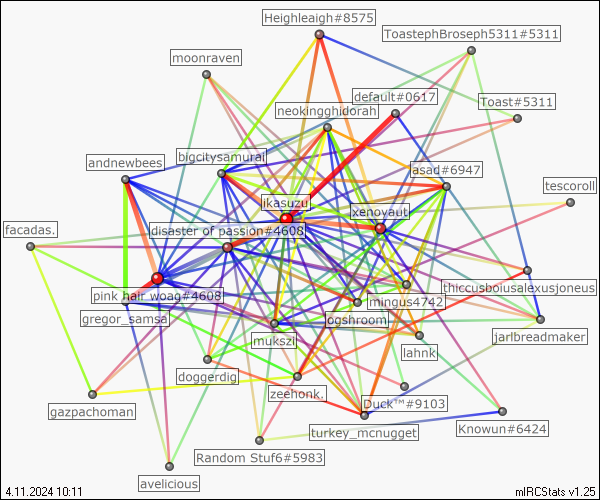 Heighleaigh#8575
ToastephBroseph5311#5311
moonraven
default#0617
Toast#5311
neokingghidorah
andnewbees
bigcitysamurai
asad#6947
tescoroll
jkasuzu
xenovaut
facadas.
disaster of passion#4608
thiccusbousalexusjoneus
pink hair woag#4608
mingus4742
gregor_samsa
ogshroom
mukszi
jarlbreadmaker
lahnk
doggerdig
zeehonk.
gazpachoman
Duck™#9103
turkey_mcnugget
Knowun#6424
Random Stuf6#5983
avelicious
4.11.2024 10:11
mIRCStats v1.25